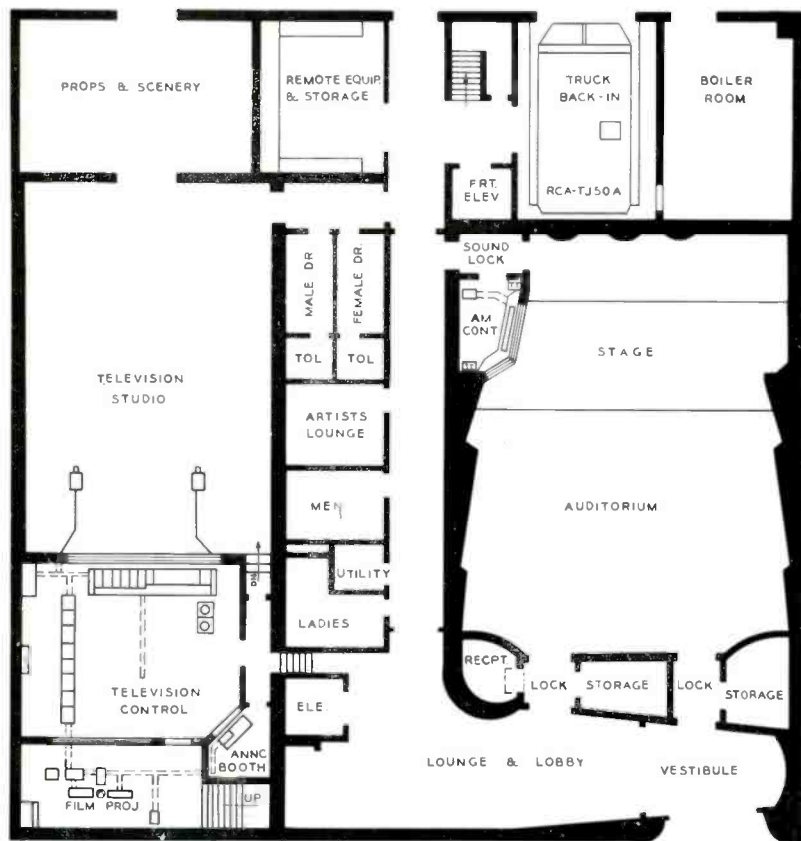 PROPS & SCENERY
REMOTE EQUIP.
& STORAGE
TRUCK
BACK-IN
RCA-TJ50A
BOILER
ROOM
FRT.
ELEV
SOUND
LOCK
MALE DR
FEMALE DR.
AM
CONT
TOL
TOL
STAGE
TELEVISION
STUDIO
ARTISTS
LOUNGE
MEN
AUDITORIUM
UTILITY
DN
LADIES
RECPT.
LOCK
STORAGE
LOCK
STORAGE
TELEVISION
CONTROL
ELE.
ANNC
BOOTH
LOUNGE & LOBBY
VESTIBULE
FILM
PROJ
UP